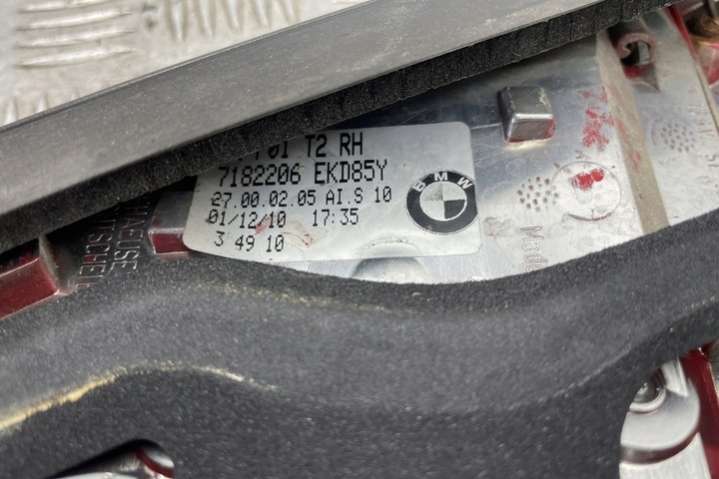 F01 T2 RH
7182206 EKD85Y
27.00.02.05 AI.S 10
01/12/10 17:35
3 49 10
BMW